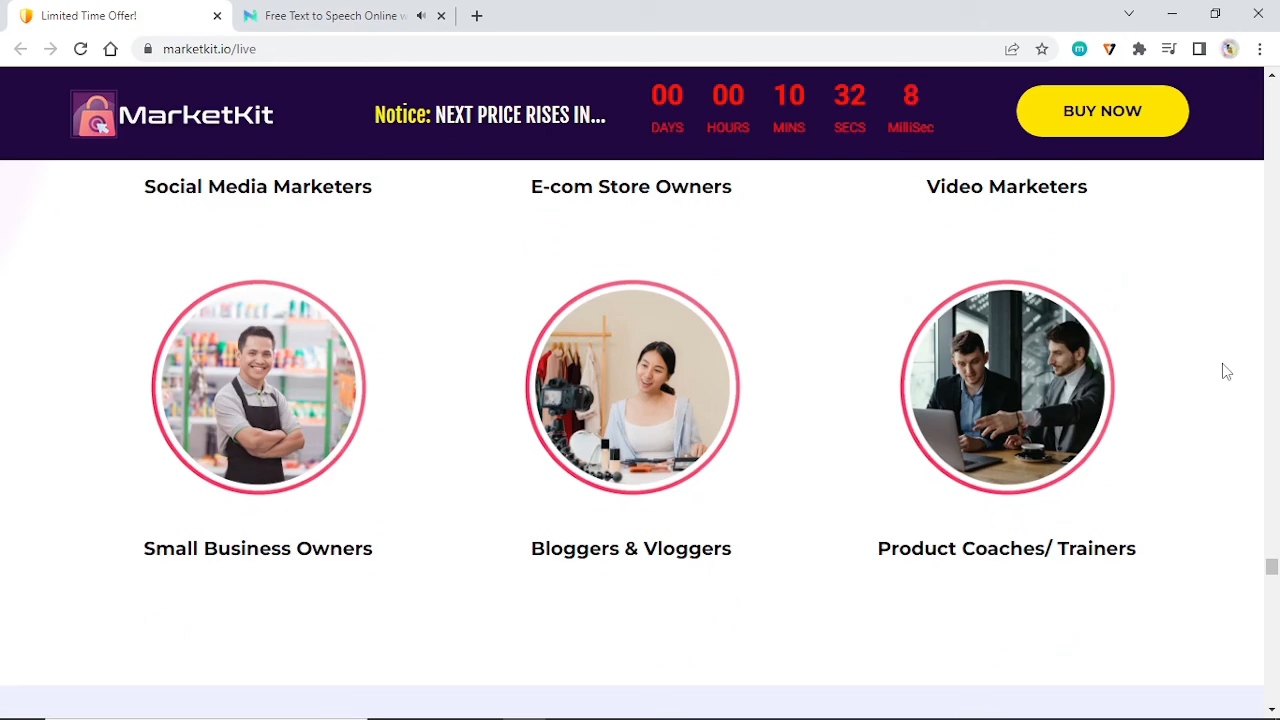 Limited Time Offer!
Free Text to Speech Online w
marketkit.io/live
MarketKit
Notice: NEXT PRICE RISES IN...
00 00 10 32 8
DAYS HOURS MINS SECS MilliSec
BUY NOW
Social Media Marketers
E-com Store Owners
Video Marketers
Small Business Owners
Bloggers & Vloggers
Product Coaches/ Trainers